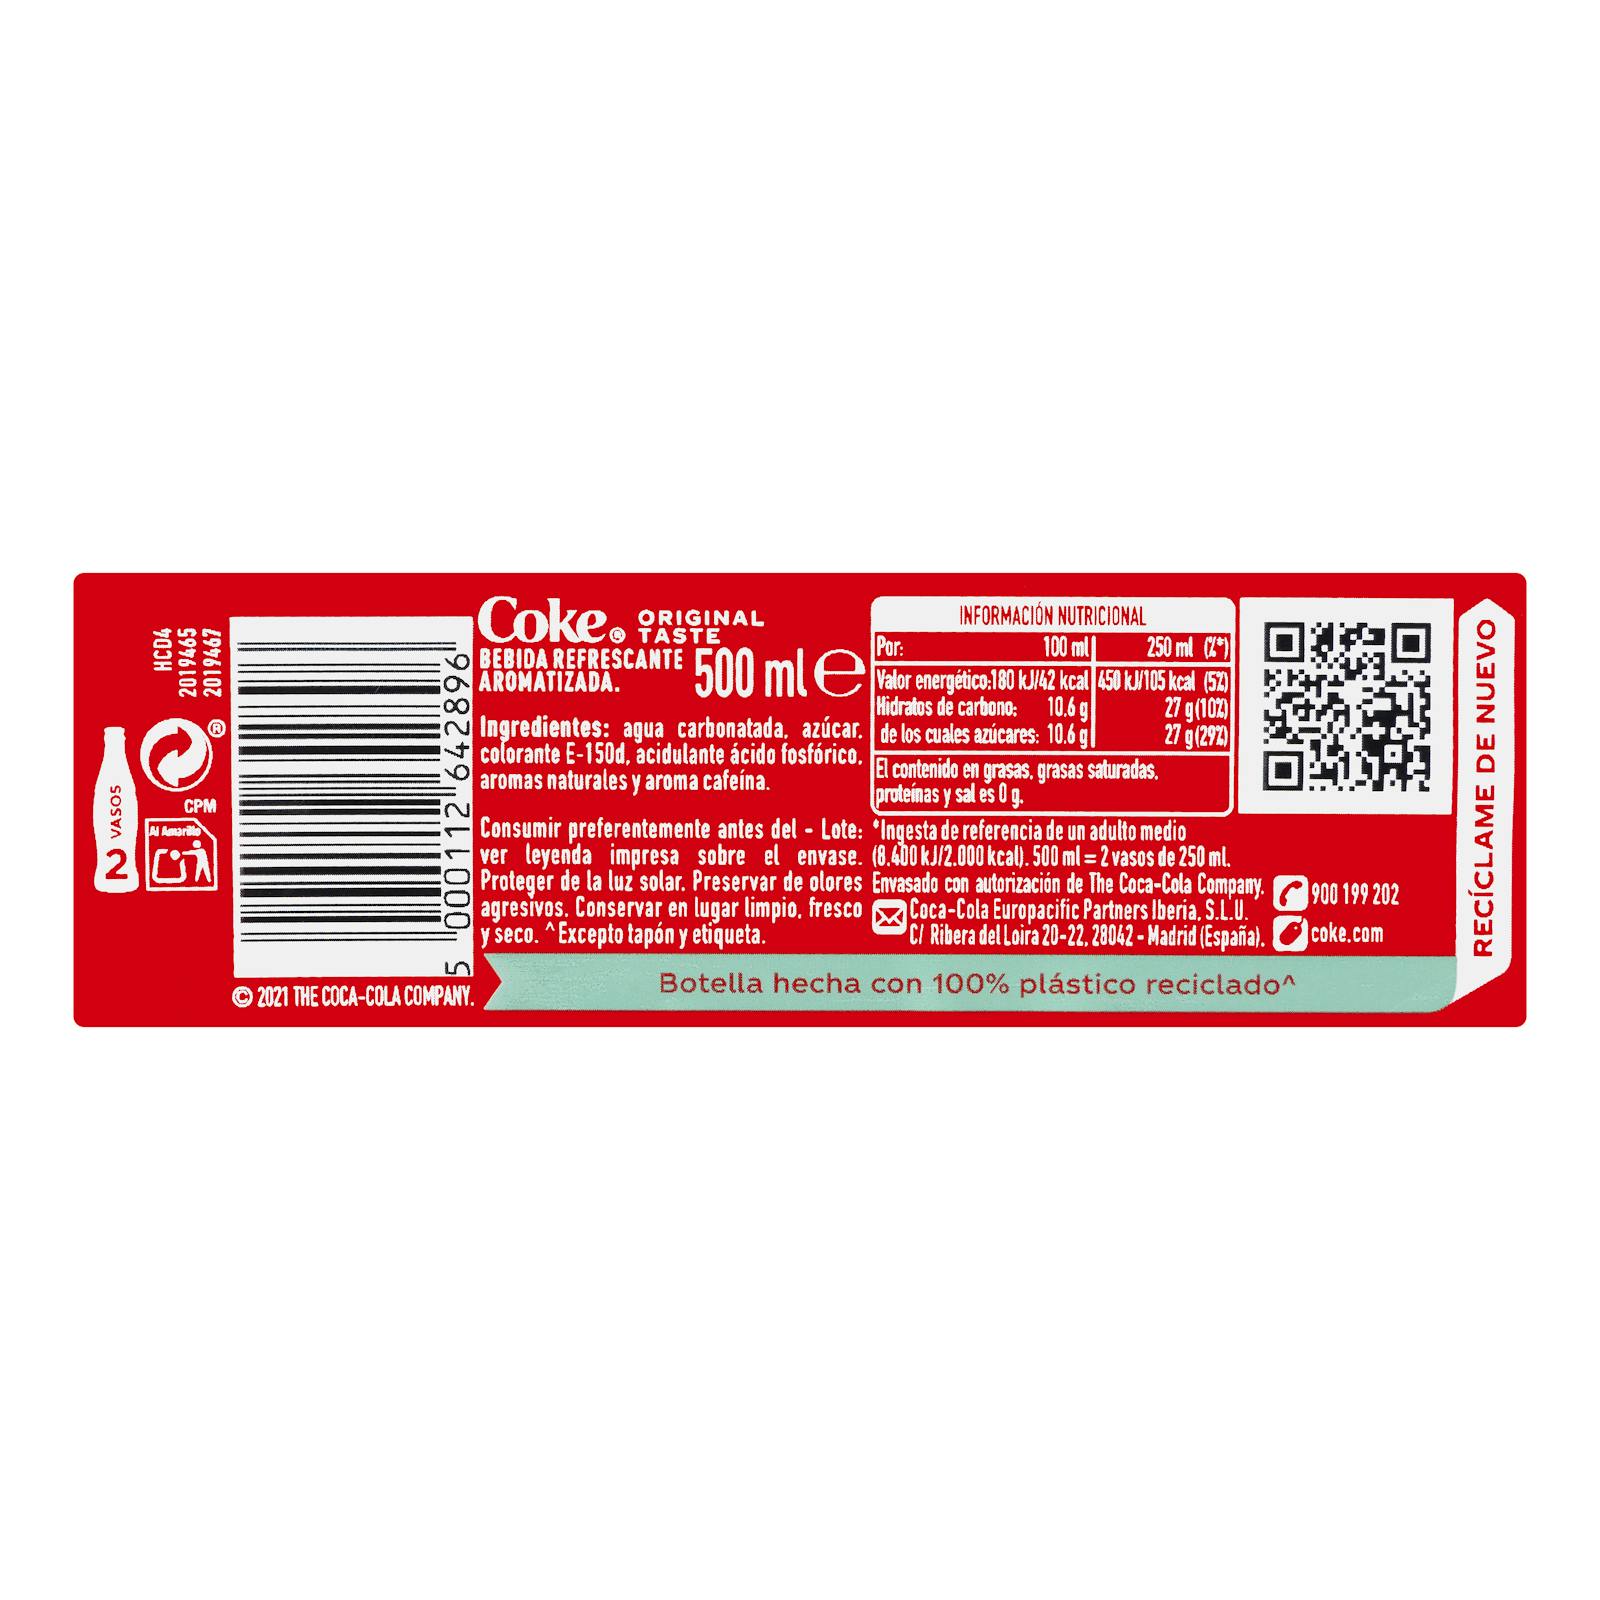 HC04
2019465
2019467
®
CPM
Al Amarillo
2 VASOS
5 000112 642896
© 2021 THE COCA-COLA COMPANY.
Coke® ORIGINAL TASTE
BEBIDA REFRESCANTE
AROMATIZADA.
500 ml e
Ingredientes: agua carbonatada, azúcar,
colorante E-150d, acidulante ácido fosfórico,
aromas naturales y aroma cafeína.
Consumir preferentemente antes del - Lote:
ver leyenda impresa sobre el envase.
Proteger de la luz solar. Preservar de olores
agresivos. Conservar en lugar limpio, fresco
y seco. ^Excepto tapón y etiqueta.
INFORMACIÓN NUTRICIONAL
Por: 100 ml 250 ml (%*)
Valor energético: 180 kJ/42 kcal 450 kJ/105 kcal (5%)
Hidratos de carbono: 10,6 g 27 g (10%)
de los cuales azúcares: 10,6 g 27 g (29%)
El contenido en grasas, grasas saturadas,
proteínas y sal es 0 g.
*Ingesta de referencia de un adulto medio
(8.400 kJ/2.000 kcal). 500 ml = 2 vasos de 250 ml.
Envasado con autorización de The Coca-Cola Company.
Coca-Cola Europacific Partners Iberia, S.L.U.
C/ Ribera del Loira 20-22, 28042 - Madrid (España).
900 199 202
coke.com
Botella hecha con 100% plástico reciclado^
RECÍCLAME DE NUEVO